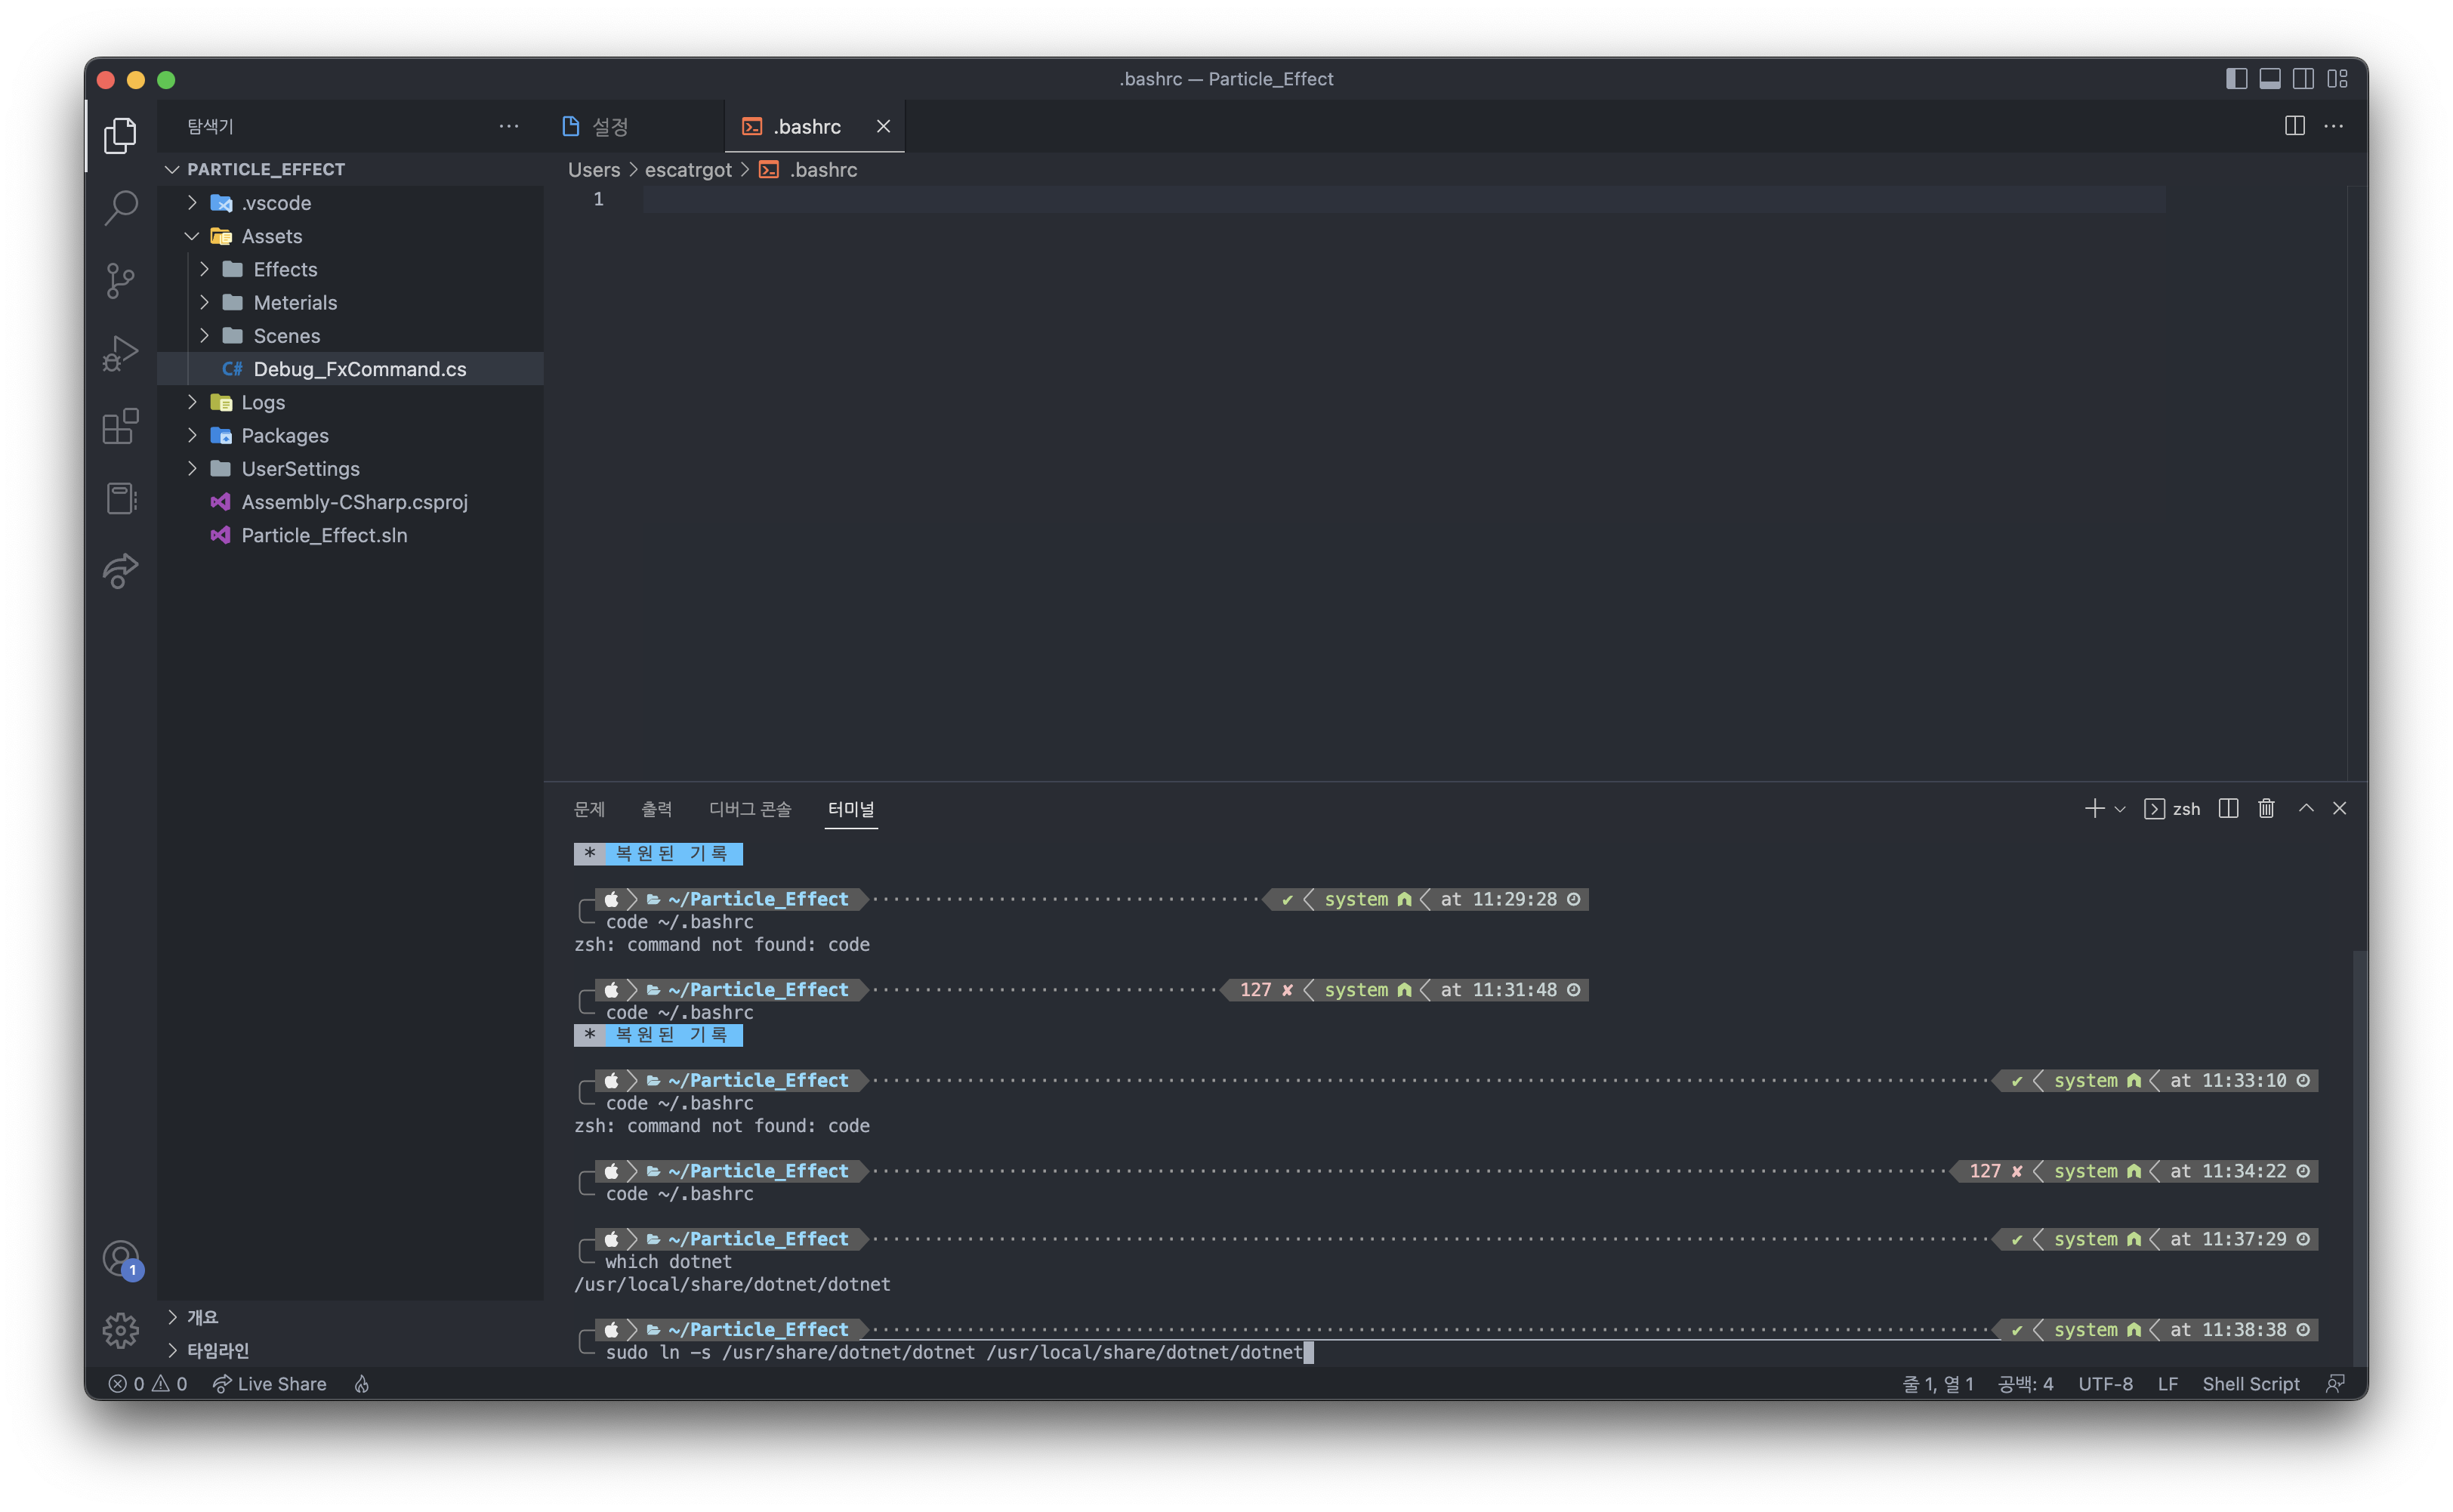 .bashrc — Particle_Effect
탐색기
설정
.bashrc
PARTICLE_EFFECT
Users > escatrgot > .bashrc
1
.vscode
Assets
Effects
Meterials
Scenes
C# Debug_FxCommand.cs
Logs
Packages
UserSettings
Assembly-CSharp.csproj
Particle_Effect.sln
문제 출력 디버그 콘솔 터미널
zsh
* 복원된 기록
~/Particle_Effect ✔ system at 11:29:28
code ~/.bashrc
zsh: command not found: code
~/Particle_Effect 127 ✘ system at 11:31:48
code ~/.bashrc
* 복원된 기록
~/Particle_Effect ✔ system at 11:33:10
code ~/.bashrc
zsh: command not found: code
~/Particle_Effect 127 ✘ system at 11:34:22
code ~/.bashrc
~/Particle_Effect ✔ system at 11:37:29
which dotnet
/usr/local/share/dotnet/dotnet
~/Particle_Effect ✔ system at 11:38:38
sudo ln -s /usr/share/dotnet/dotnet /usr/local/share/dotnet/dotnet
1
개요
타임라인
0 0 Live Share
줄 1, 열 1 공백: 4 UTF-8 LF Shell Script